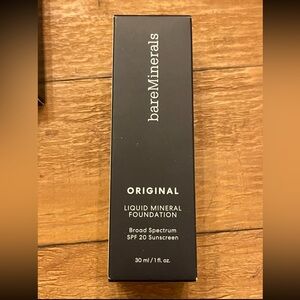 bareMinerals
ORIGINAL
LIQUID MINERAL
FOUNDATION
Broad Spectrum
SPF 20 Sunscreen
30 ml / 1 fl. oz.